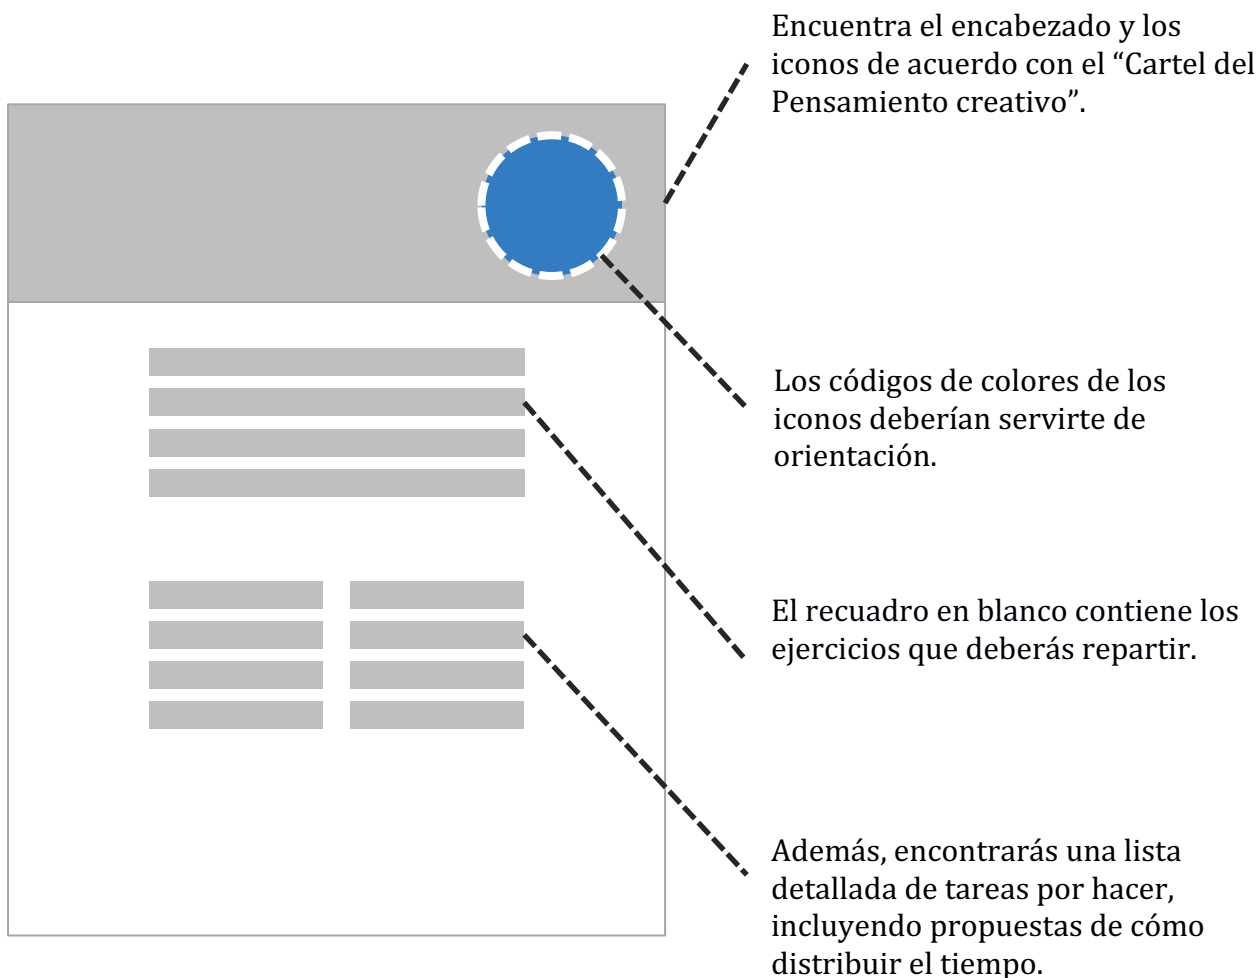 Encuentra el encabezado y los
iconos de acuerdo con el “Cartel del
Pensamiento creativo”.
Los códigos de colores de los
iconos deberían servirte de
orientación.
El recuadro en blanco contiene los
ejercicios que deberás repartir.
Además, encontrarás una lista
detallada de tareas por hacer,
incluyendo propuestas de cómo
distribuir el tiempo.